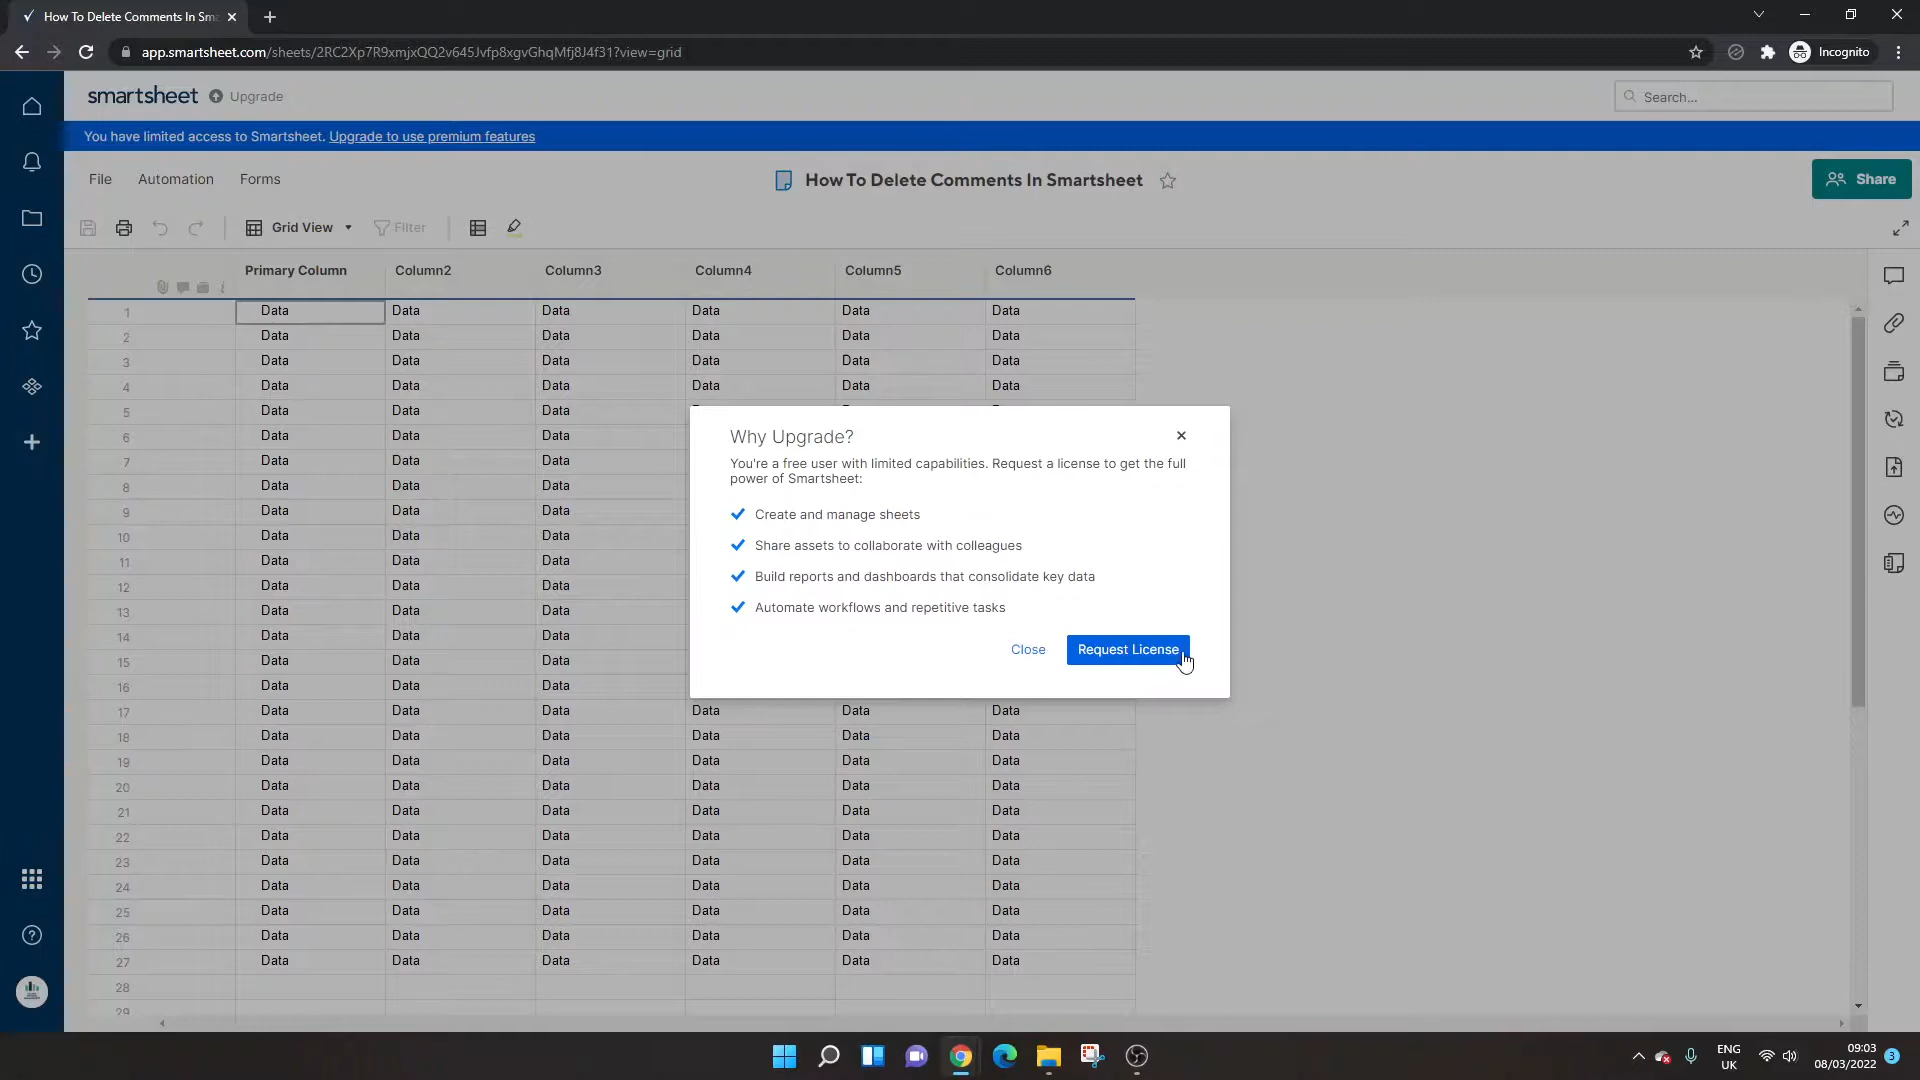 How To Delete Comments In Sm
app.smartsheet.com/sheets/2RC2Xp7R9xmjxQQ2v645Jvfp8xgvGhqMfj8J4f31?view=grid
Incognito
smartsheet Upgrade
Search...
You have limited access to Smartsheet. Upgrade to use premium features
File Automation Forms
How To Delete Comments In Smartsheet
Share
Grid View Filter
Primary Column Column2 Column3 Column4 Column5 Column6
1 Data Data Data Data Data Data
2 Data Data Data Data Data Data
3 Data Data Data Data Data Data
4 Data Data Data Data Data Data
5 Data Data Data
6 Data Data Data
7 Data Data Data
8 Data Data Data
9 Data Data Data
10 Data Data Data
11 Data Data Data
12 Data Data Data
13 Data Data Data
14 Data Data Data
15 Data Data Data
16 Data Data Data
17 Data Data Data Data Data Data
18 Data Data Data Data Data Data
19 Data Data Data Data Data Data
20 Data Data Data Data Data Data
21 Data Data Data Data Data Data
22 Data Data Data Data Data Data
23 Data Data Data Data Data Data
24 Data Data Data Data Data Data
25 Data Data Data Data Data Data
26 Data Data Data Data Data Data
27 Data Data Data Data Data Data
28
29
Why Upgrade?
You're a free user with limited capabilities. Request a license to get the full
power of Smartsheet:
Create and manage sheets
Share assets to collaborate with colleagues
Build reports and dashboards that consolidate key data
Automate workflows and repetitive tasks
Close Request License
ENG
UK
09:03
08/03/2022
3